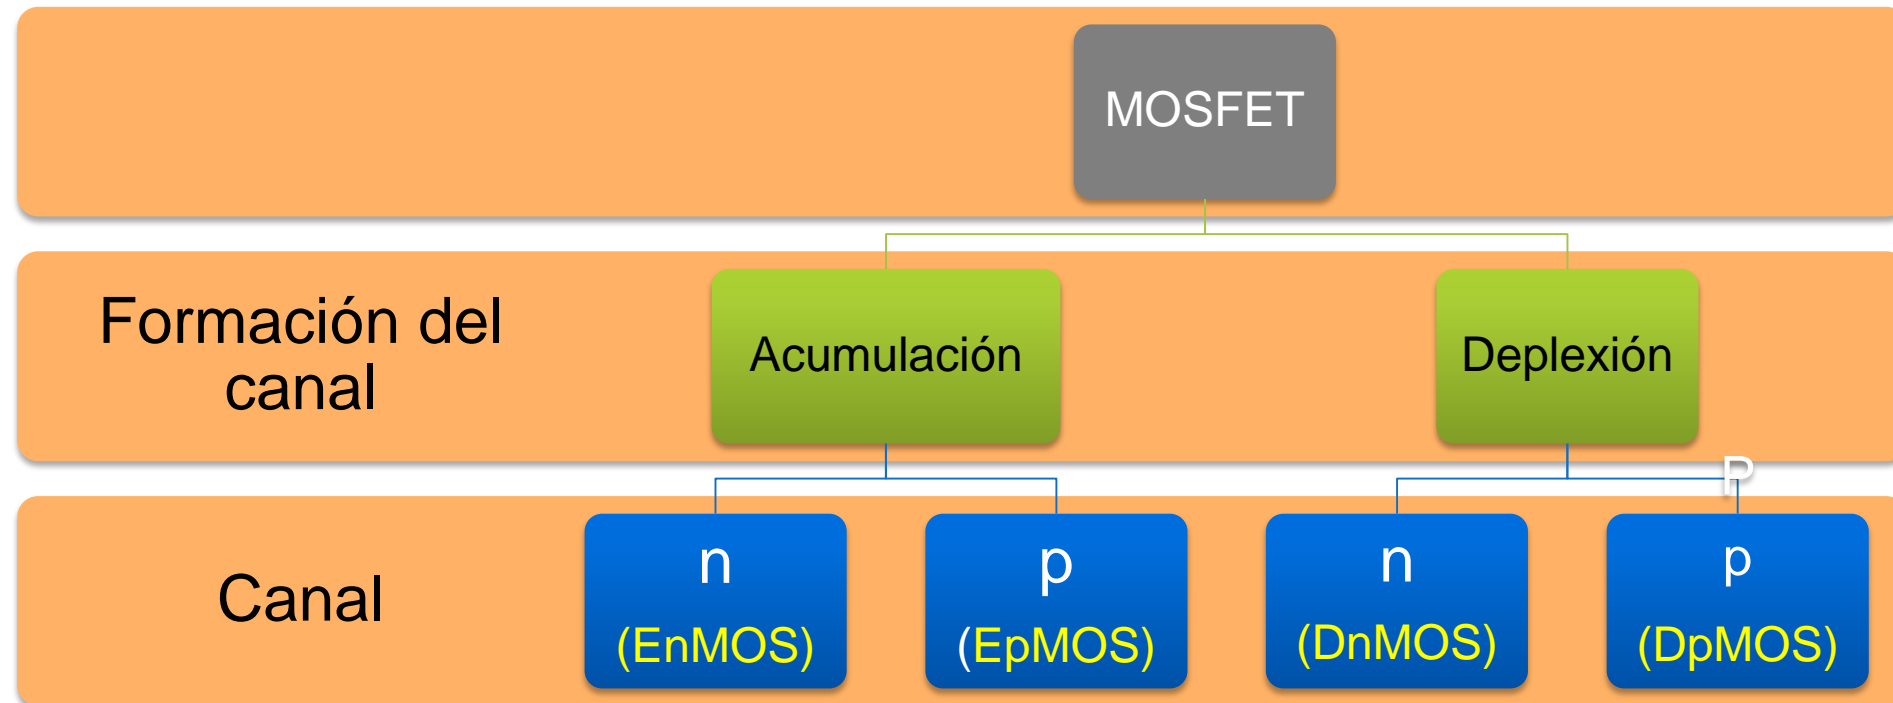 MOSFET
Formación del
canal
Acumulación
Deplexión
P
Canal
n
(EnMOS)
p
(EpMOS)
n
(DnMOS)
p
(DpMOS)